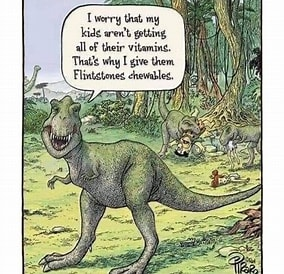 I worry that my
kids aren't getting
all of their vitamins.
That's why I give them
Flintstones chewables.